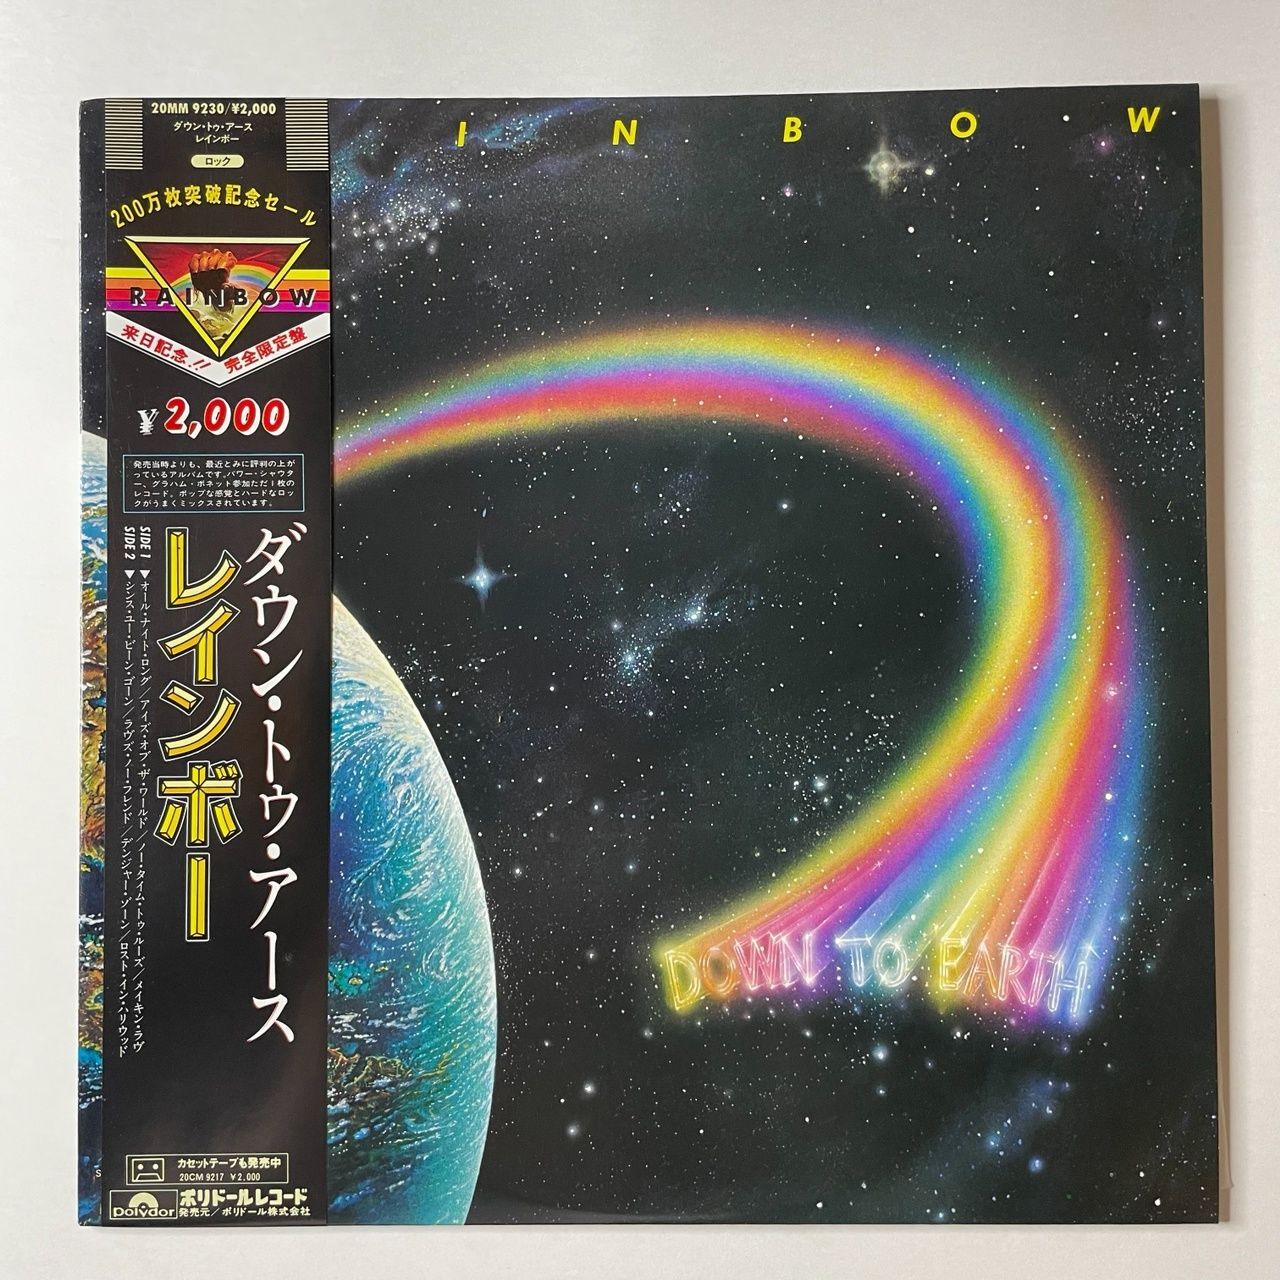 20MM 9230/¥2,000
ダウン・トゥ・アース
レインボー
ロック
200万枚突破記念セール
RAINBOW
来日記念!! 完全限定盤
¥2,000
発売当時よりも、最近とみに評判の上が
っているアルバムです。パワー・シャウタ
ー、グラハム・ボネット参加ただ1枚の
レコード。ポップな感覚とハードなロッ
クがうまくミックスされています。
ダウン・トゥ・アース
レインボー
SIDE 1 ▼オール・ナイト・ロング/アイズ・オブ・ザ・ワールド/ノー・タイム・トゥ・ルーズ/メイキン・ラヴ
SIDE 2 ▼シンス・ユー・ビーン・ゴーン/ラヴズ・ノー・フレンド/デンジャー・ゾーン/ロスト・イン・ハリウッド
カセットテープも発売中
20CM 9217 ¥2,000
polydor
ポリドールレコード
発売元/ポリドール株式会社
I N B O W
DOWN TO EARTH
S